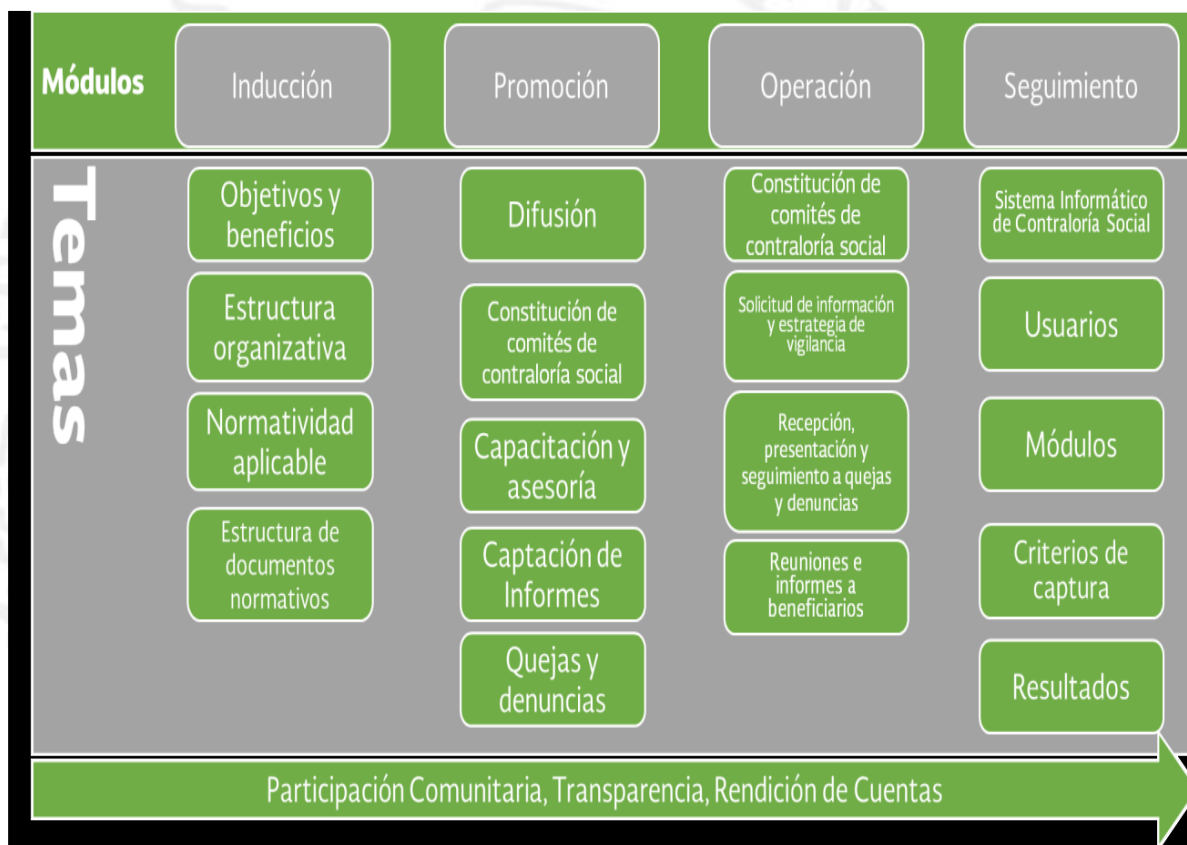 Módulos
Inducción
Promoción
Operación
Seguimiento
Temas
Objetivos y
beneficios
Estructura
organizativa
Normatividad
aplicable
Estructura de
documentos
normativos
Difusión
Constitución de
comités de
contraloría social
Capacitación y
asesoría
Captación de
Informes
Quejas y
denuncias
Constitución de
comités de
contraloría social
Solicitud de información
y estrategia de
vigilancia
Recepción,
presentación y
seguimiento a quejas
y denuncias
Reuniones e
informes a
beneficiarios
Sistema Informático
de Contraloría Social
Usuarios
Módulos
Criterios de
captura
Resultados
Participación Comunitaria, Transparencia, Rendición de Cuentas